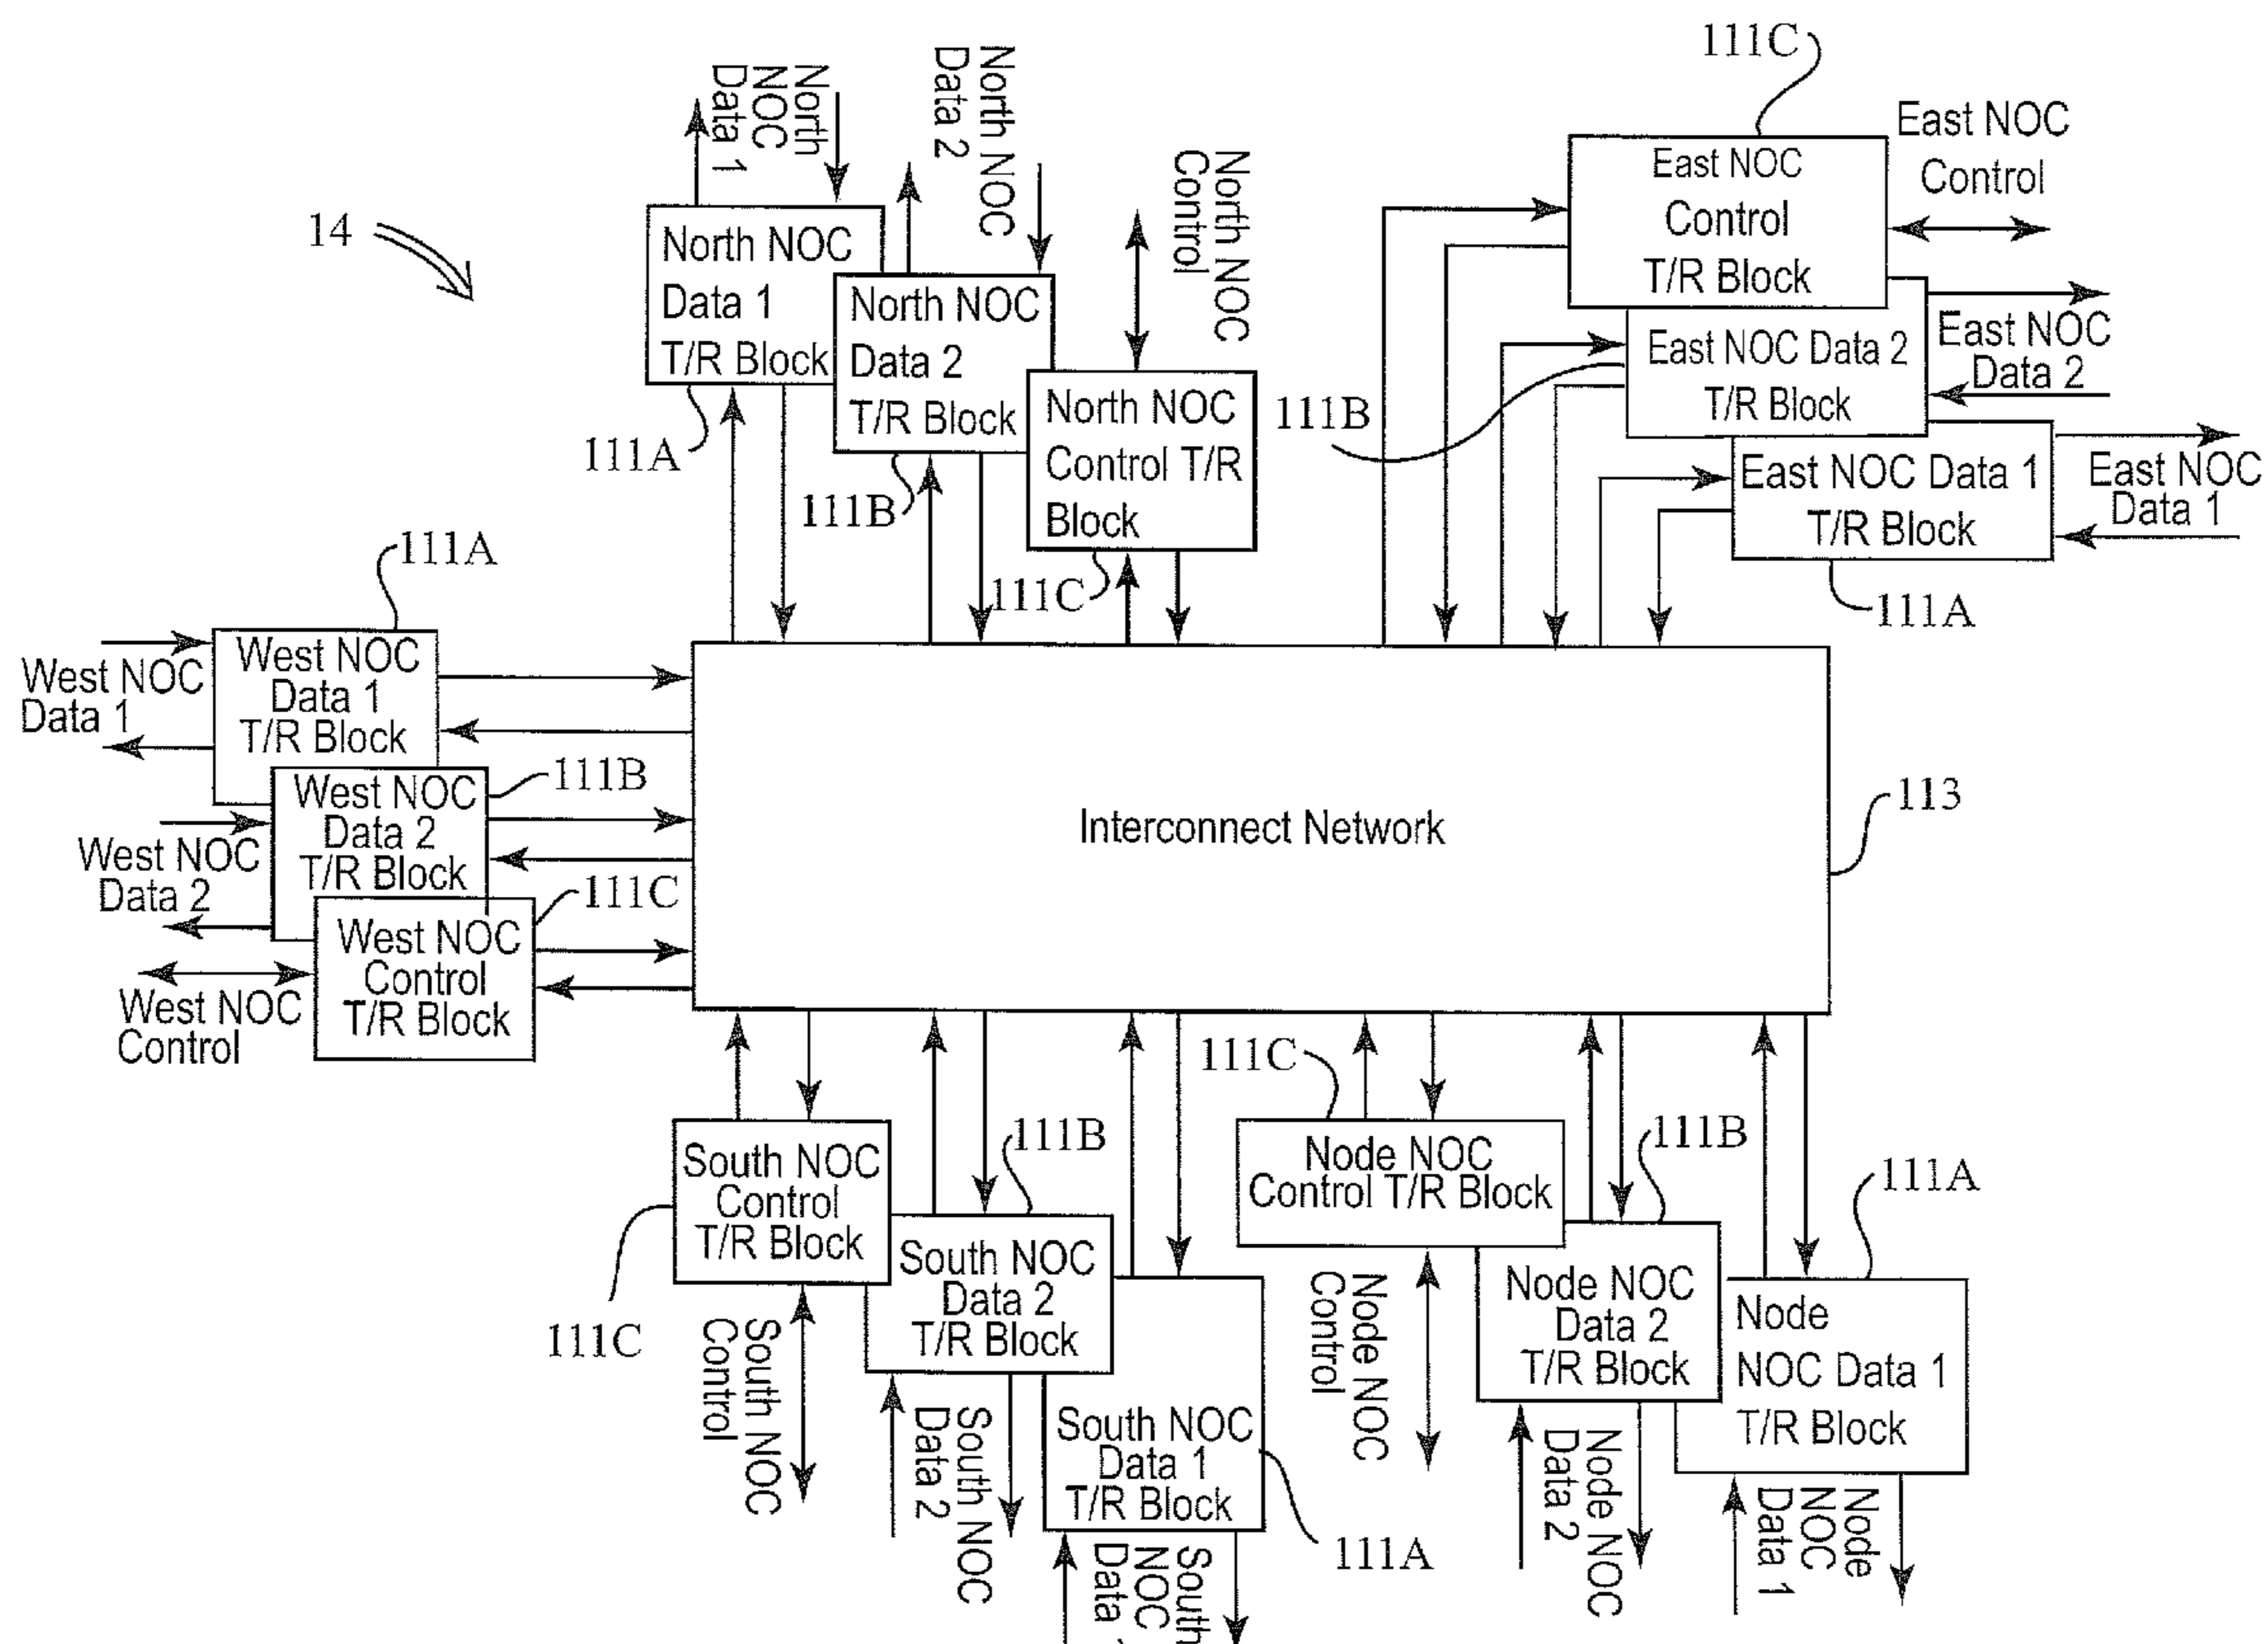 14
North
NOC
Data 1
North NOC
Data 2
North NOC
Control
North NOC
Data 1
T/R Block
111A
North NOC
Data 2
T/R Block
111B
North NOC
Control T/R
Block
111C
111C
East NOC
Control
T/R Block
East NOC
Control
111B
East NOC Data 2
T/R Block
East NOC
Data 2
East NOC Data 1
T/R Block
East NOC
Data 1
111A
111A
West NOC
Data 1
West NOC
Data 1
T/R Block
111B
West NOC
Data 2
West NOC
Data 2
T/R Block
111C
West NOC
Control
West NOC
Control
T/R Block
Interconnect Network
113
South NOC
Control
T/R Block
111C
South NOC
Control
111B
South NOC
Data 2
T/R Block
South NOC
Data 2
South NOC
Data 1
T/R Block
111A
South
NOC
Data
111C
Node NOC
Control T/R Block
Node NOC
Control
111B
Node NOC
Data 2
T/R Block
Node NOC
Data 2
111A
Node
NOC Data 1
T/R Block
Node
NOC
Data 1